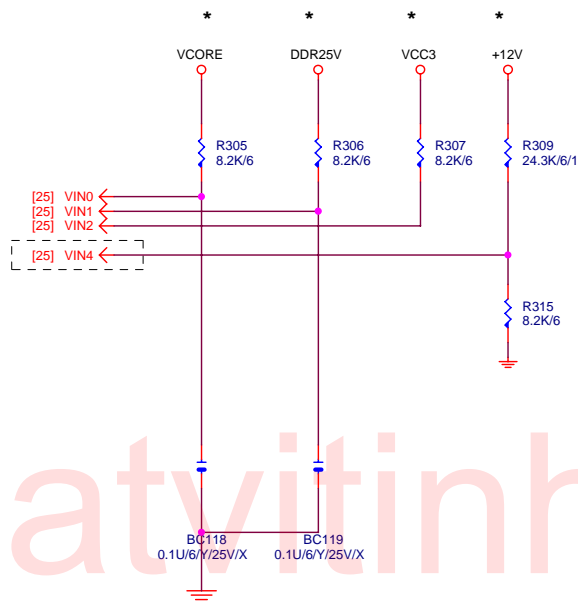 * * * *
VCORE DDR25V VCC3 +12V
R305 R306 R307 R309
8.2K/6 8.2K/6 8.2K/6 24.3K/6/1
[25] VIN0
[25] VIN1
[25] VIN2
[25] VIN4
R315
8.2K/6
atvitinh
BC118 BC119
0.1U/6/Y/25V/X 0.1U/6/Y/25V/X